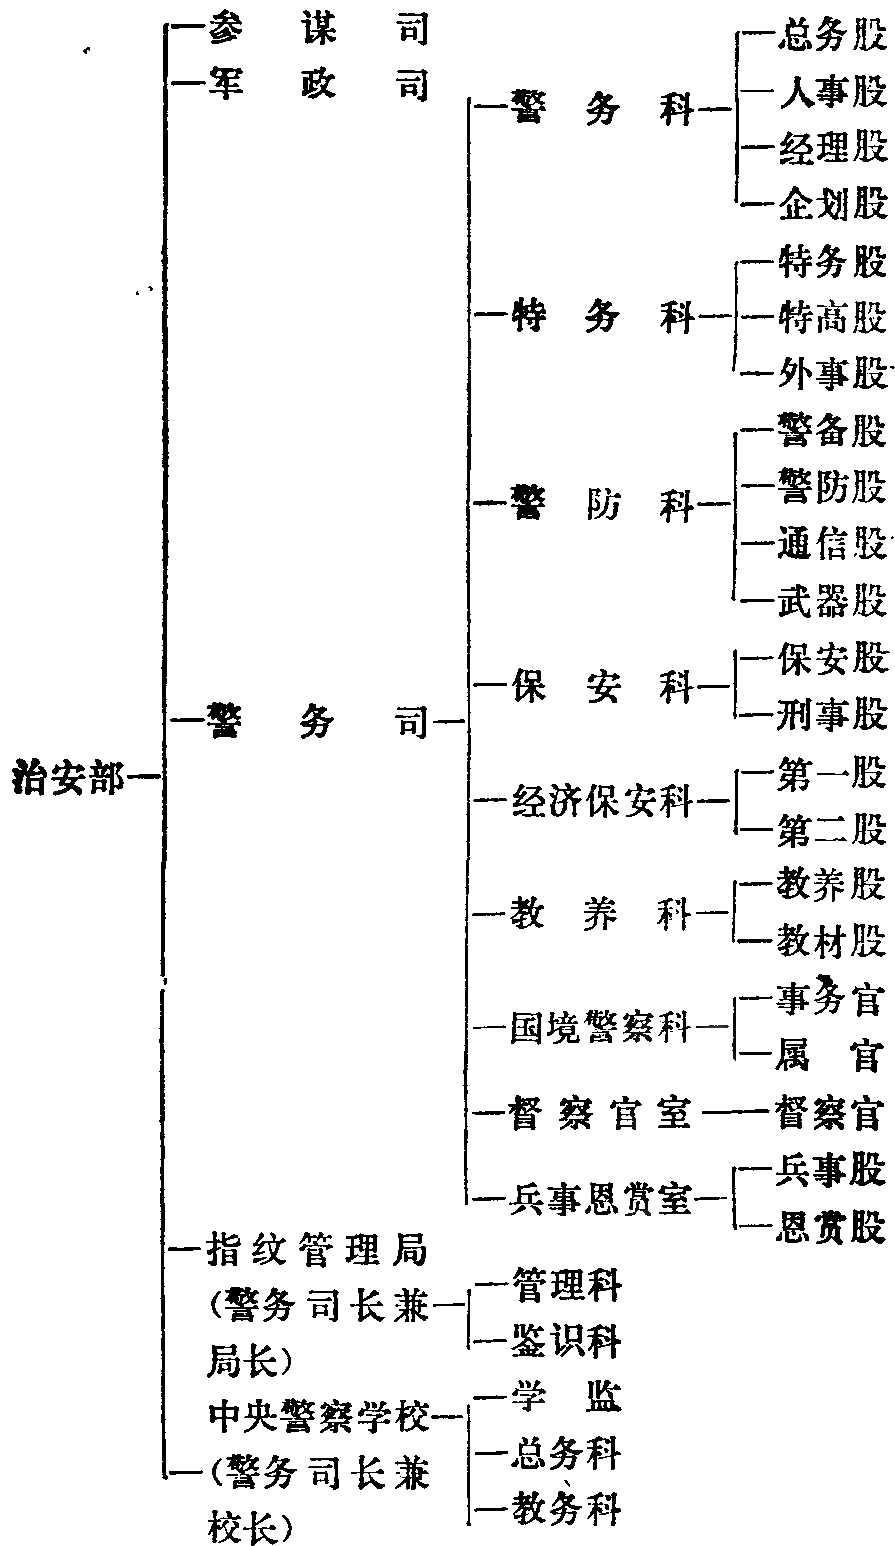 治安部
参谋司
军政司
警务司
警务科
总务股
人事股
经理股
企划股
特务科
特务股
特高股
外事股
警防科
警备股
警防股
通信股
武器股
保安科
保安股
刑事股
经济保安科
第一股
第二股
教养科
教养股
教材股
国境警察科
事务官
属官
督察官室
督察官
兵事恩赏室
兵事股
恩赏股
指纹管理局
(警务司长兼
局长)
管理科
鉴识科
中央警察学校
(警务司长兼
校长)
学监
总务科
教务科